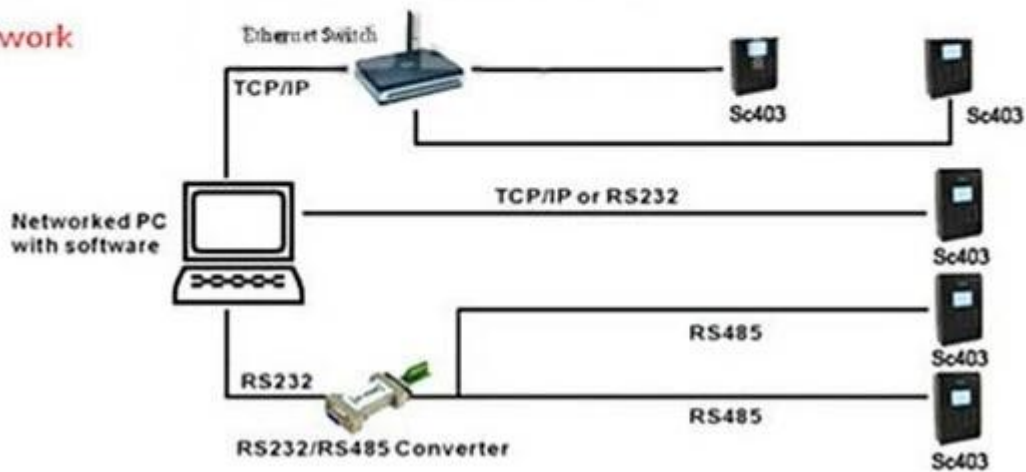 work
Ethernet Switch
TCP/IP
Sc403
Sc403
TCP/IP or RS232
Networked PC
with software
Sc403
RS485
Sc403
RS232
RS485
RS232/RS485 Converter
Sc403